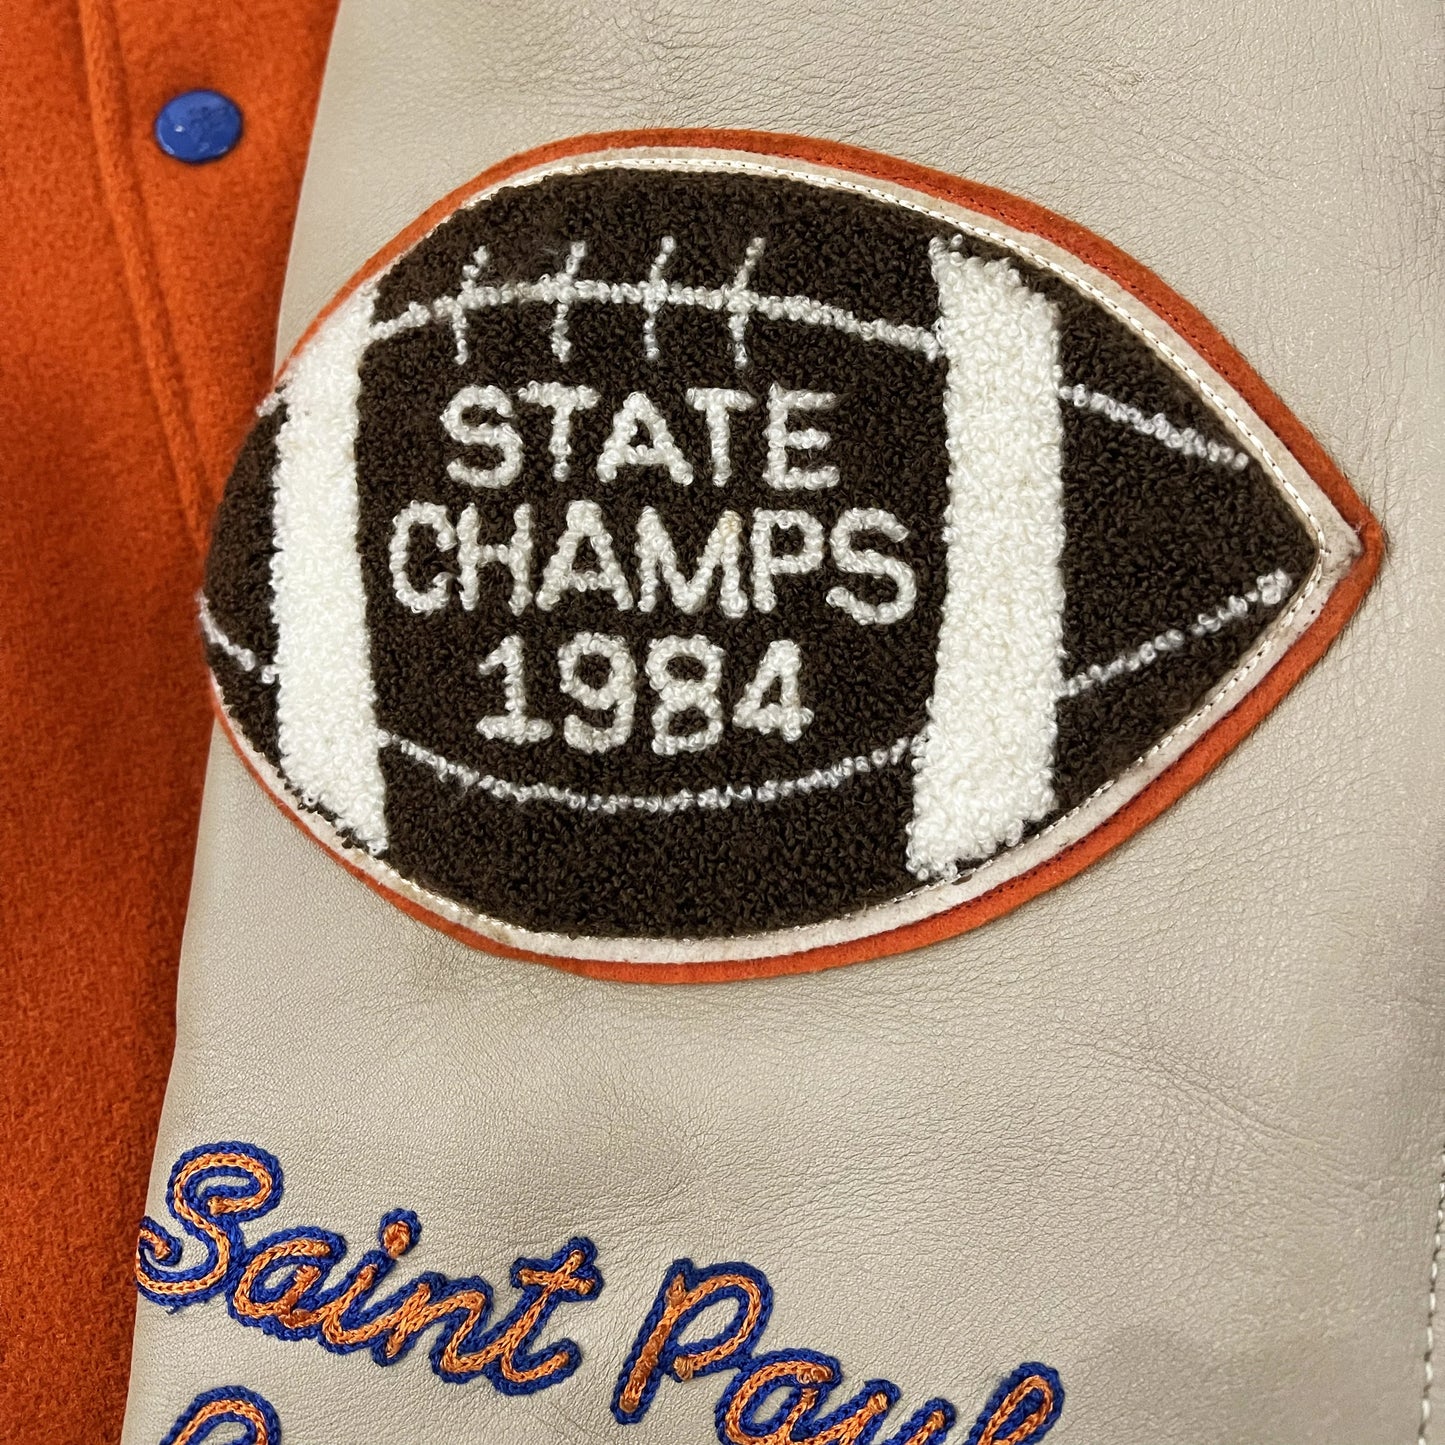 STATE
CHAMPS
1984
Saint Paul